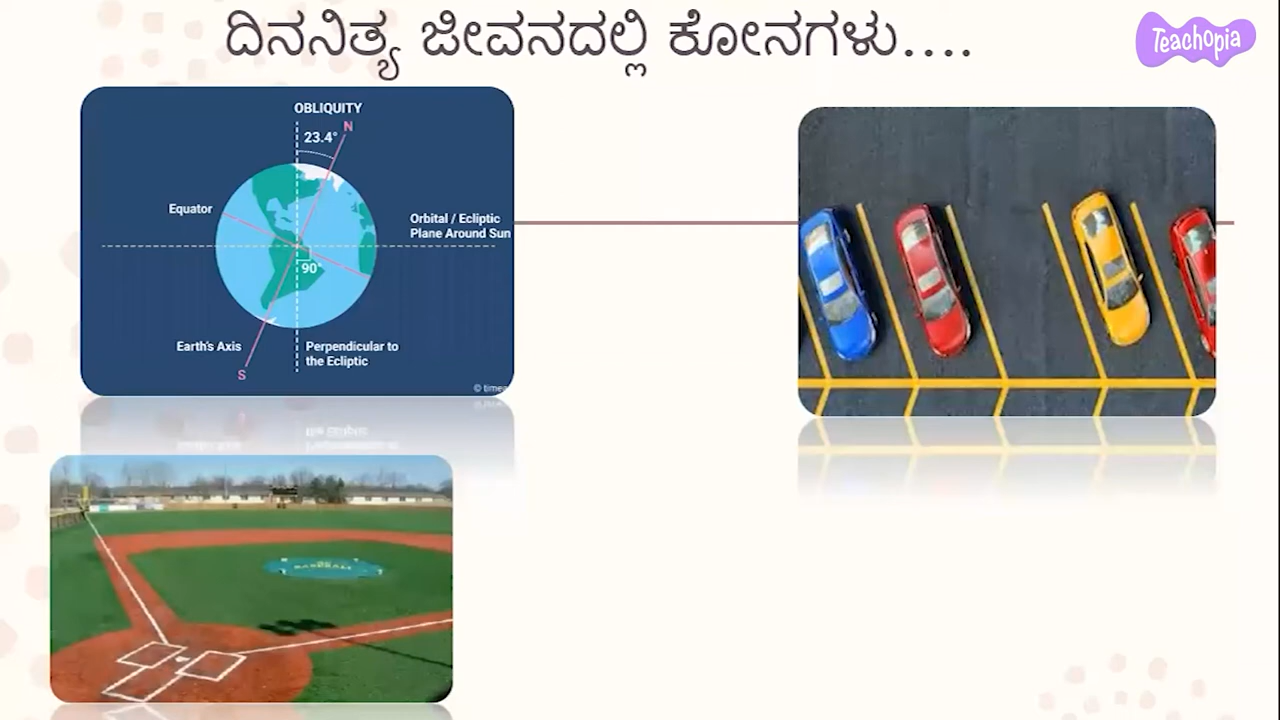 ದಿನನಿತ್ಯ ಜೀವನದಲ್ಲಿ ಕೋನಗಳು....
Teachopia
OBLIQUITY
23.4°
N
Equator
Orbital / Ecliptic
Plane Around Sun
90°
Earth's Axis
Perpendicular to
the Ecliptic
S